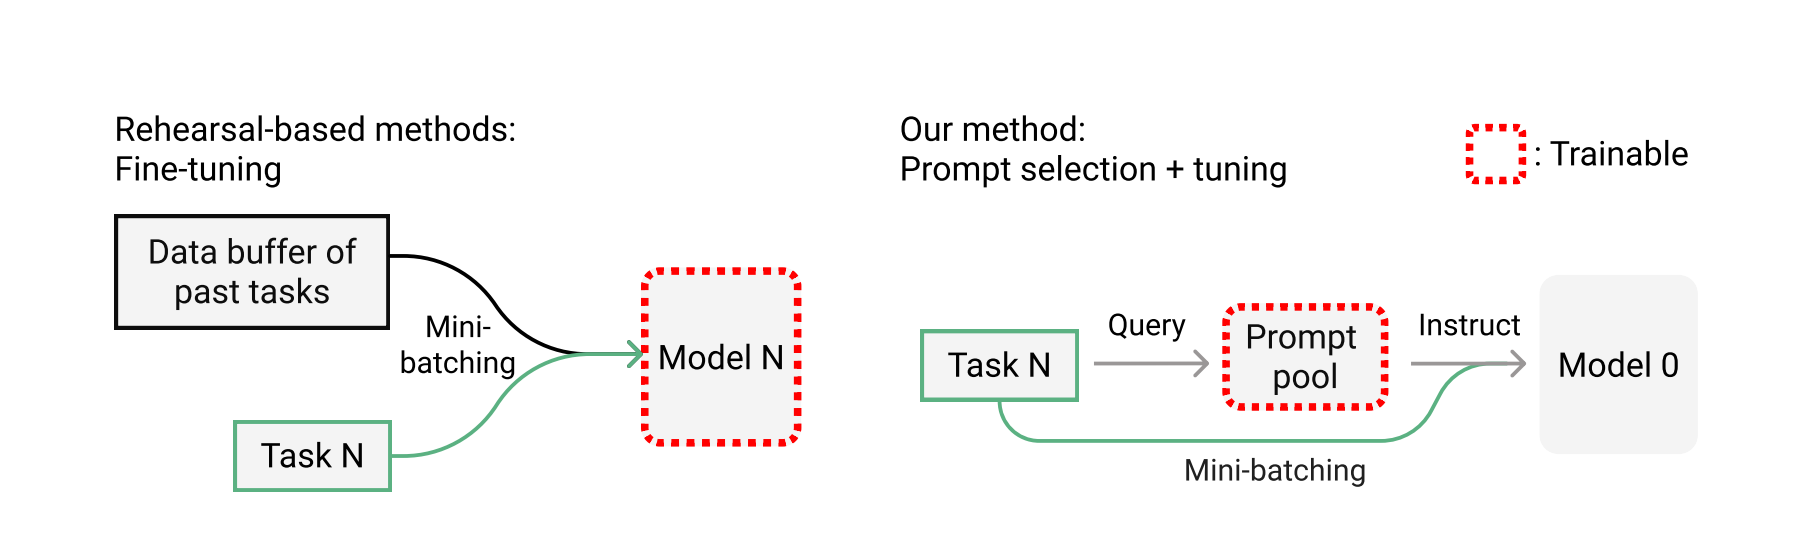 Rehearsal-based methods:
Fine-tuning
Data buffer of
past tasks
Mini-
batching
Task N
Model N
Our method:
Prompt selection + tuning
: Trainable
Task N
Query
Prompt
pool
Instruct
Model 0
Mini-batching